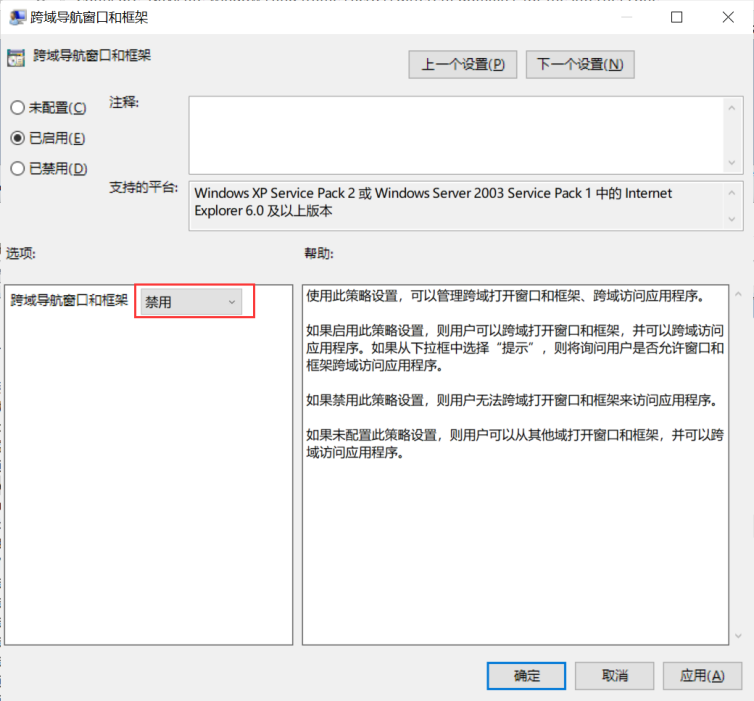 跨域导航窗口和框架
跨域导航窗口和框架
上一个设置(P)
下一个设置(N)
未配置(C)
注释:
已启用(E)
已禁用(D)
支持的平台:
Windows XP Service Pack 2 或 Windows Server 2003 Service Pack 1 中的 Internet
Explorer 6.0 及以上版本
选项:
帮助:
跨域导航窗口和框架
禁用
使用此策略设置，可以管理跨域打开窗口和框架、跨域访问应用程序。
如果启用此策略设置，则用户可以跨域打开窗口和框架，并可以跨域访问
应用程序。如果从下拉框中选择“提示”，则将询问用户是否允许窗口和
框架跨域访问应用程序。
如果禁用此策略设置，则用户无法跨域打开窗口和框架来访问应用程序。
如果未配置此策略设置，则用户可以从其他域打开窗口和框架，并可以跨
域访问应用程序。
确定
取消
应用(A)